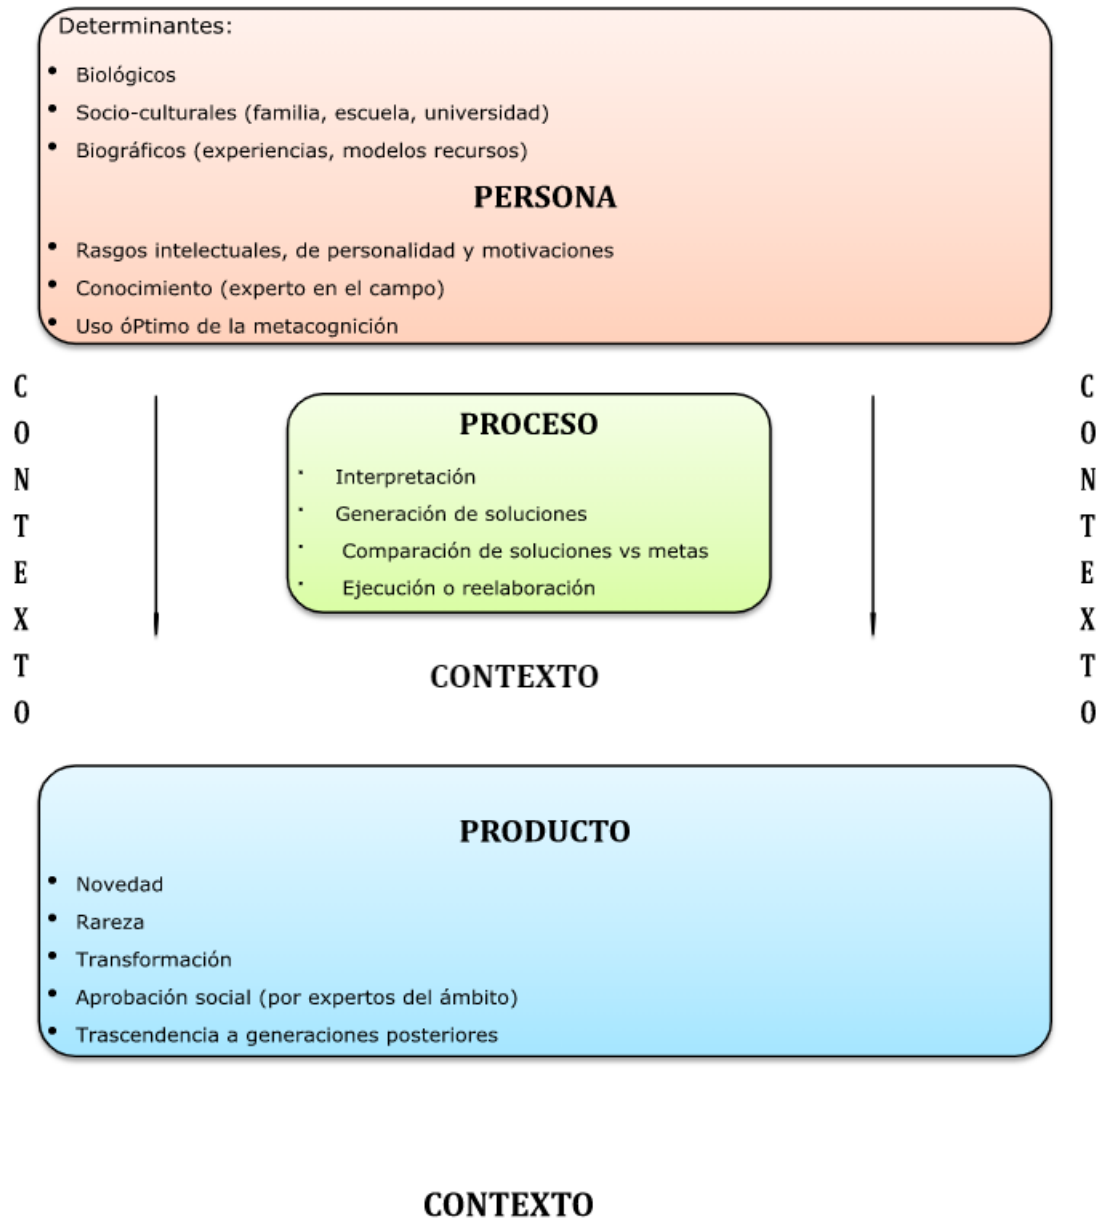 Determinantes:
• Biológicos
• Socio-culturales (familia, escuela, universidad)
• Biográficos (experiencias, modelos recursos)
PERSONA
• Rasgos intelectuales, de personalidad y motivaciones
• Conocimiento (experto en el campo)
• Uso óPtimo de la metacognición
CONTEXTO
PROCESO
· Interpretación
· Generación de soluciones
· Comparación de soluciones vs metas
· Ejecución o reelaboración
CONTEXTO
CONTEXTO
PRODUCTO
• Novedad
• Rareza
• Transformación
• Aprobación social (por expertos del ámbito)
• Trascendencia a generaciones posteriores
CONTEXTO